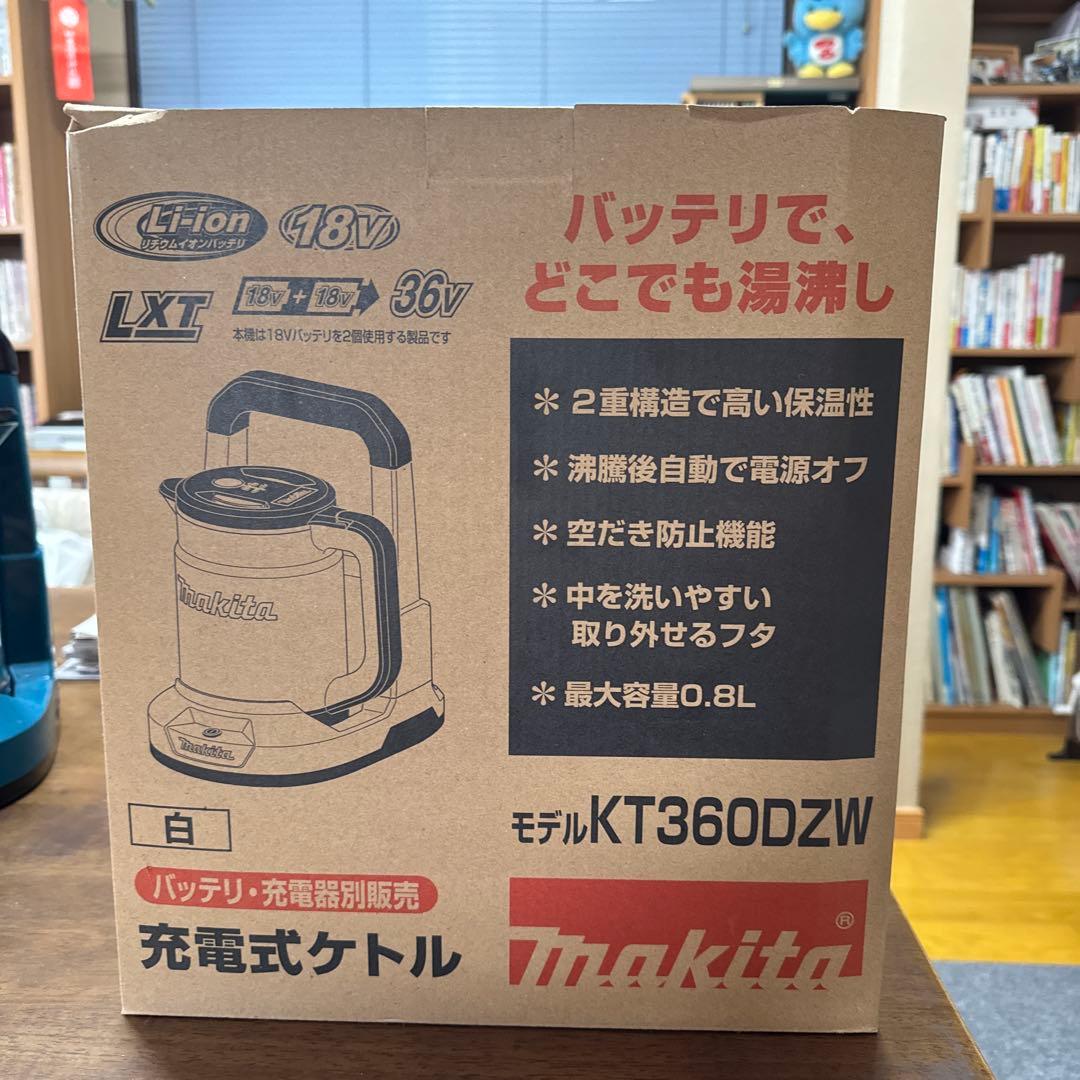 Li-ion
リチウムイオンバッテリ
18V
LXT
18V + 18V 36V
本機は18Vバッテリを2個使用する製品です
バッテリで、
どこでも湯沸し
＊2重構造で高い保温性
＊沸騰後自動で電源オフ
＊空だき防止機能
＊中を洗いやすい
取り外せるフタ
＊最大容量0.8L
makita
makita
白
モデルKT360DZW
バッテリ・充電器別販売
充電式ケトル
makita®